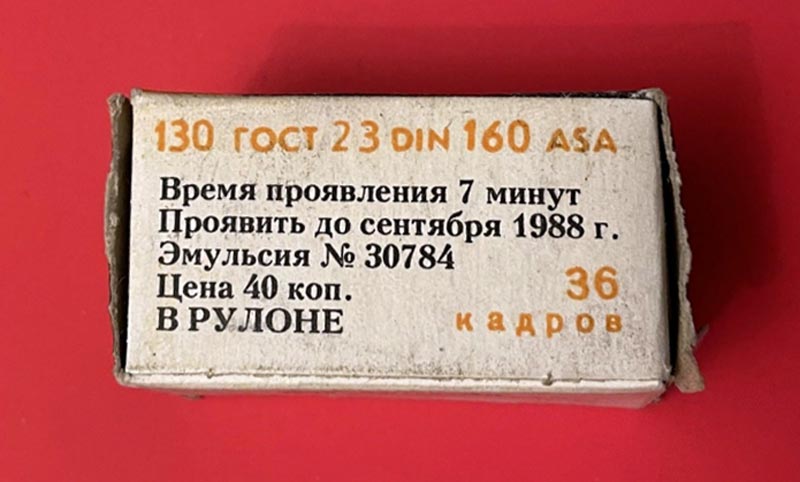 130 ГОСТ 23 DIN 160 ASA
Время проявления 7 минут
Проявить до сентября 1988 г.
Эмульсия № 30784
Цена 40 коп.
В РУЛОНЕ
36
кадров